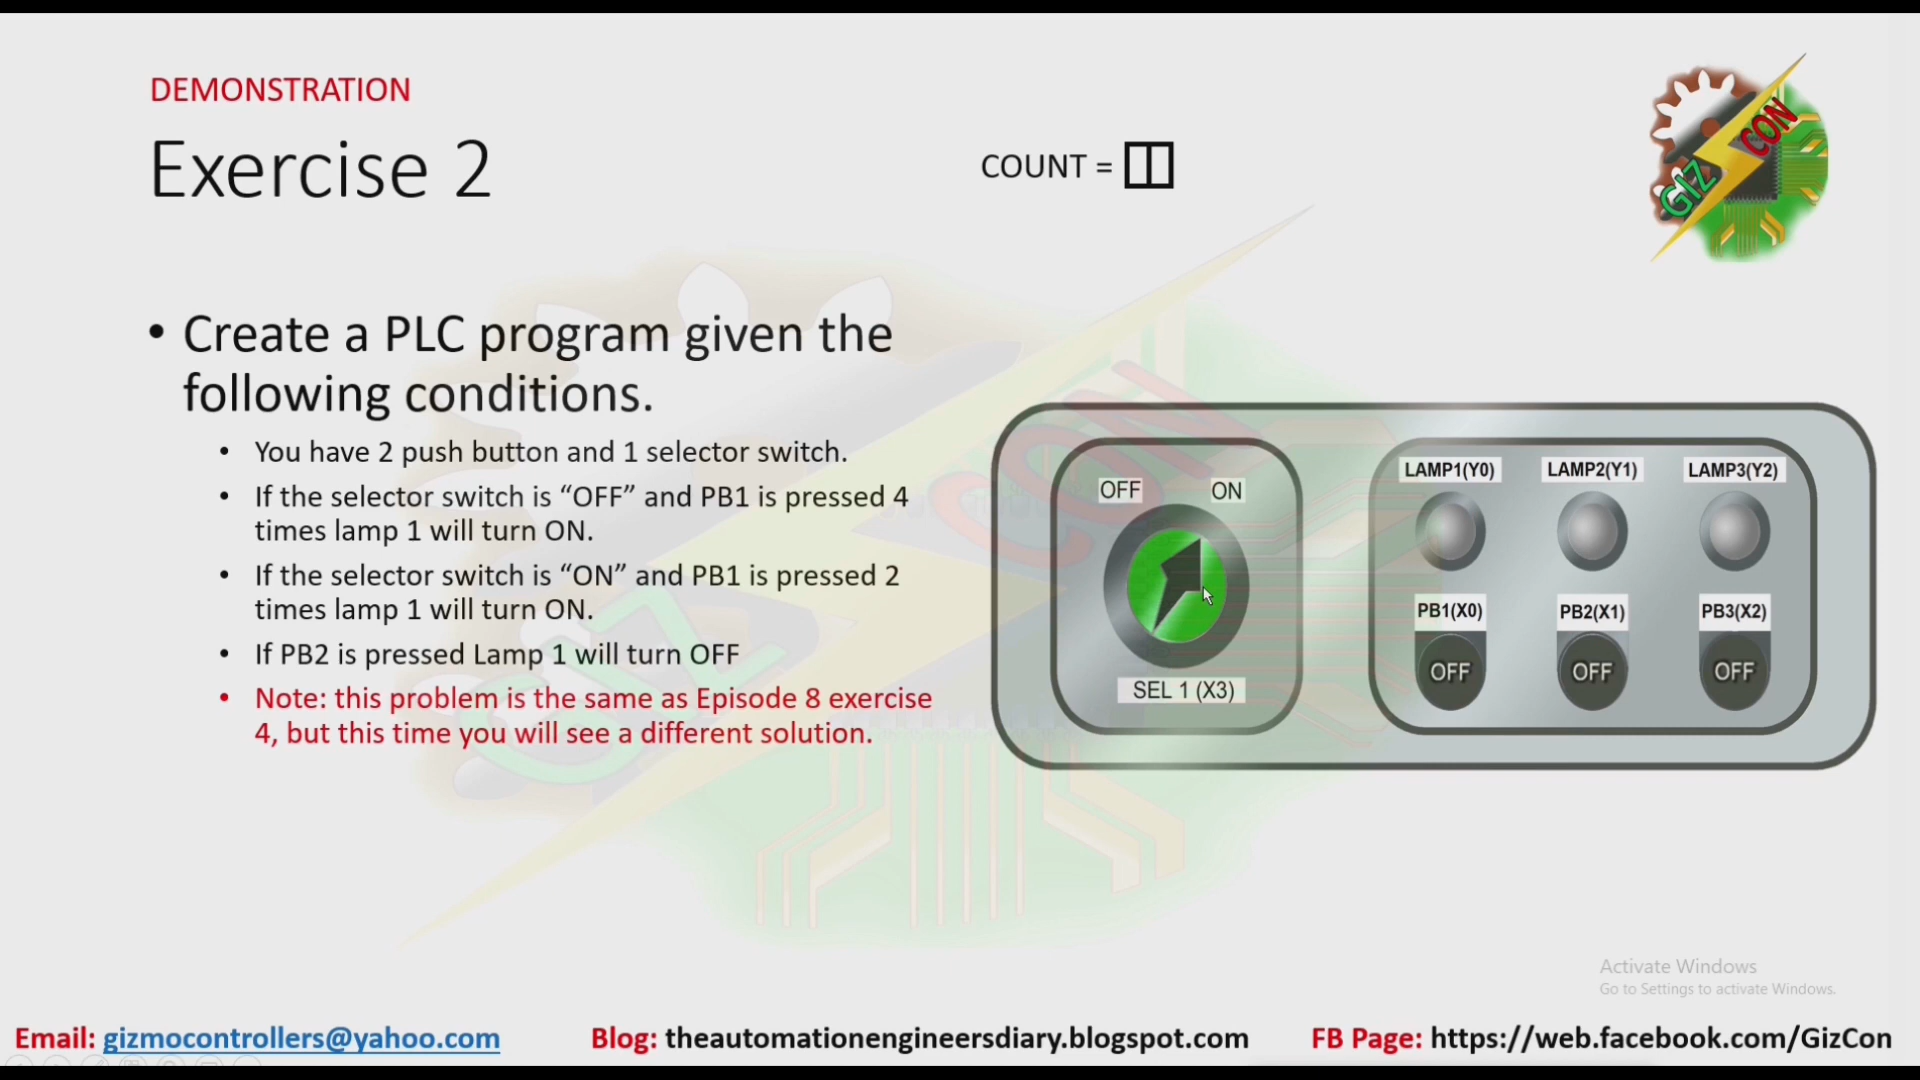 DEMONSTRATION
Exercise 2
COUNT =
GIZ CON
• Create a PLC program given the
following conditions.
• You have 2 push button and 1 selector switch.
• If the selector switch is “OFF” and PB1 is pressed 4
times lamp 1 will turn ON.
• If the selector switch is “ON” and PB1 is pressed 2
times lamp 1 will turn ON.
• If PB2 is pressed Lamp 1 will turn OFF
• Note: this problem is the same as Episode 8 exercise
4, but this time you will see a different solution.
GIZ CON
OFF ON
SEL 1 (X3)
LAMP1(Y0) LAMP2(Y1) LAMP3(Y2)
PB1(X0) PB2(X1) PB3(X2)
OFF OFF OFF
Activate Windows
Go to Settings to activate Windows.
Email: gizmocontrollers@yahoo.com Blog: theautomationengineersdiary.blogspot.com FB Page: https://web.facebook.com/GizCon